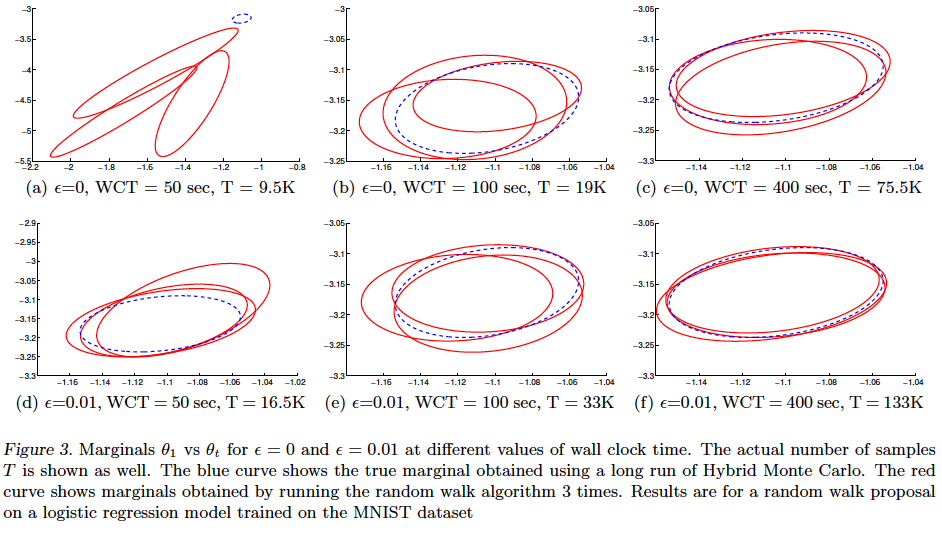 −3
−3.5
−4
−4.5
−5
−5.5
−2.2 −2 −1.8 −1.6 −1.4 −1.2 −1 −0.8
(a) ϵ=0, WCT = 50 sec, T = 9.5K
−3
−3.05
−3.1
−3.15
−3.2
−3.25
−1.16 −1.14 −1.12 −1.1 −1.08 −1.06 −1.04
(b) ϵ=0, WCT = 100 sec, T = 19K
−3.05
−3.1
−3.15
−3.2
−3.25
−3.3
−1.14 −1.12 −1.1 −1.08 −1.06 −1.04
(c) ϵ=0, WCT = 400 sec, T = 75.5K
−2.9
−2.95
−3
−3.05
−3.1
−3.15
−3.2
−3.25
−3.3
−1.16 −1.14 −1.12 −1.1 −1.08 −1.06 −1.04 −1.02
(d) ϵ=0.01, WCT = 50 sec, T = 16.5K
−3.05
−3.1
−3.15
−3.2
−3.25
−3.3
−1.16 −1.14 −1.12 −1.1 −1.08 −1.06 −1.04
(e) ϵ=0.01, WCT = 100 sec, T = 33K
−3.05
−3.1
−3.15
−3.2
−3.25
−3.3
−1.14 −1.12 −1.1 −1.08 −1.06 −1.04
(f) ϵ=0.01, WCT = 400 sec, T = 133K
Figure 3. Marginals θ₁ vs θₜ for ϵ = 0 and ϵ = 0.01 at different values of wall clock time. The actual number of samples
T is shown as well. The blue curve shows the true marginal obtained using a long run of Hybrid Monte Carlo. The red
curve shows marginals obtained by running the random walk algorithm 3 times. Results are for a random walk proposal
on a logistic regression model trained on the MNIST dataset